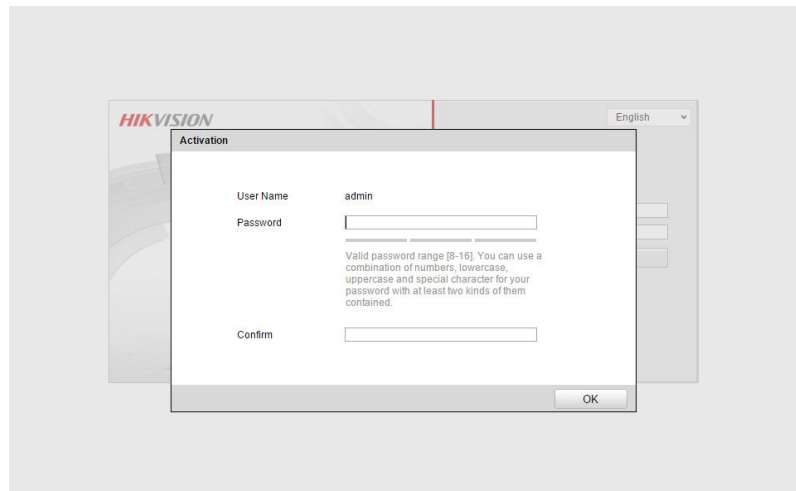 HIKVISION
English
Activation
User Name admin
Password
Valid password range [8-16]. You can use a
combination of numbers, lowercase,
uppercase and special character for your
password with at least two kinds of them
contained.
Confirm
OK